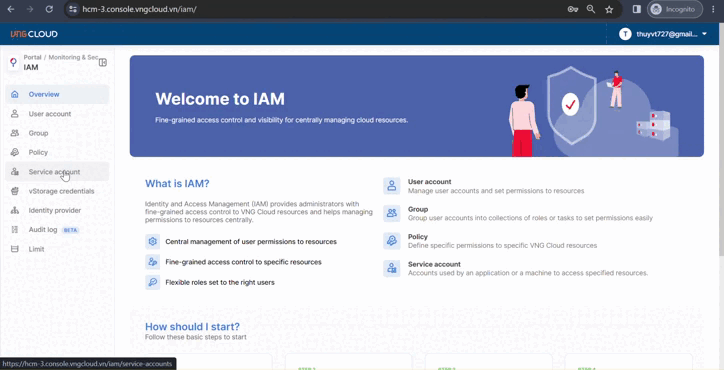 hcm-3.console.vngcloud.vn/iam/
Incognito
VNG CLOUD
T
thuyvt727@gmail...
Portal / Monitoring & Sec
IAM
Overview
User account
Group
Policy
Service account
vStorage credentials
Identity provider
Audit log BETA
Limit
Welcome to IAM
Fine-grained access control and visibility for centrally managing cloud resources.
What is IAM?
Identity and Access Management (IAM) provides administrators with
fine-grained access control to VNG Cloud resources and helps managing
permissions to resources centrally.
Central management of user permissions to resources
Fine-grained access control to specific resources
Flexible roles set to the right users
User account
Manage user accounts and set permissions to resources
Group
Group user accounts into collections of roles or tasks to set permissions easily
Policy
Define specific permissions to specific VNG Cloud resources
Service account
Accounts used by an application or a machine to access specified resources.
How should I start?
Follow these basic steps to start
https://hcm-3.console.vngcloud.vn/iam/service-accounts